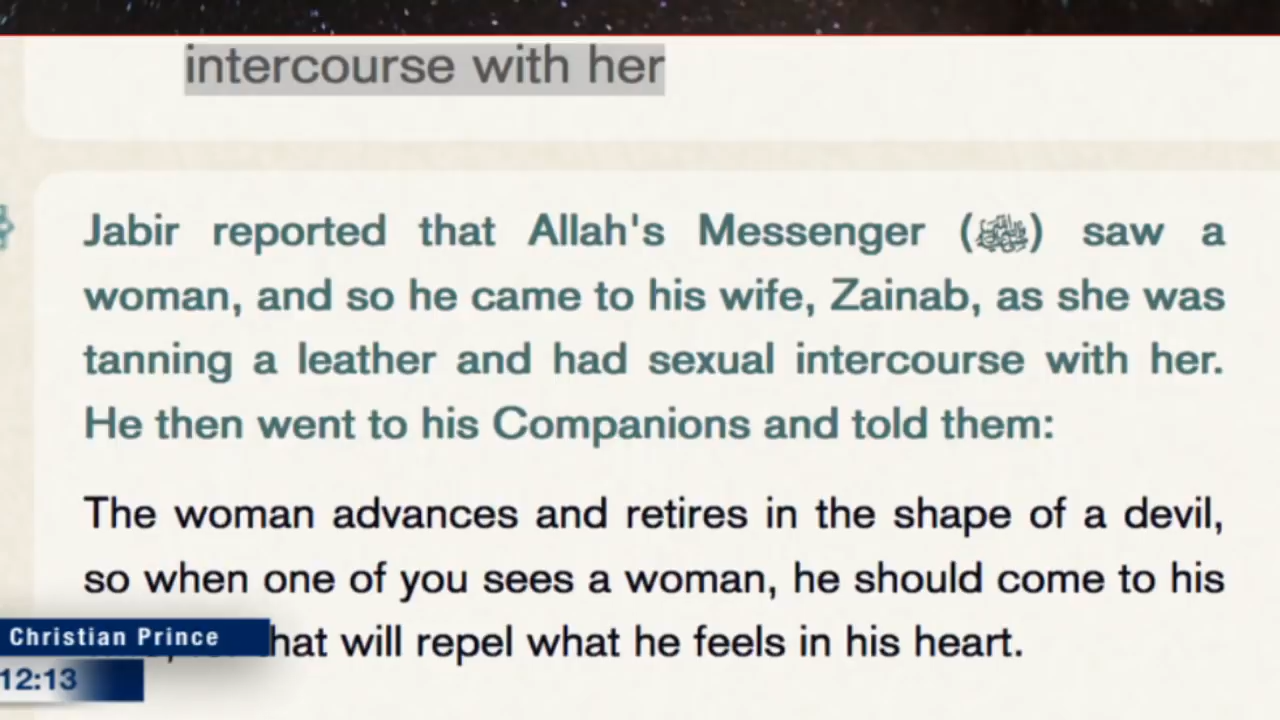 intercourse with her
Jabir reported that Allah's Messenger (ﷺ) saw a
woman, and so he came to his wife, Zainab, as she was
tanning a leather and had sexual intercourse with her.
He then went to his Companions and told them:
The woman advances and retires in the shape of a devil,
so when one of you sees a woman, he should come to his
will repel what he feels in his heart.
Christian Prince
12:13